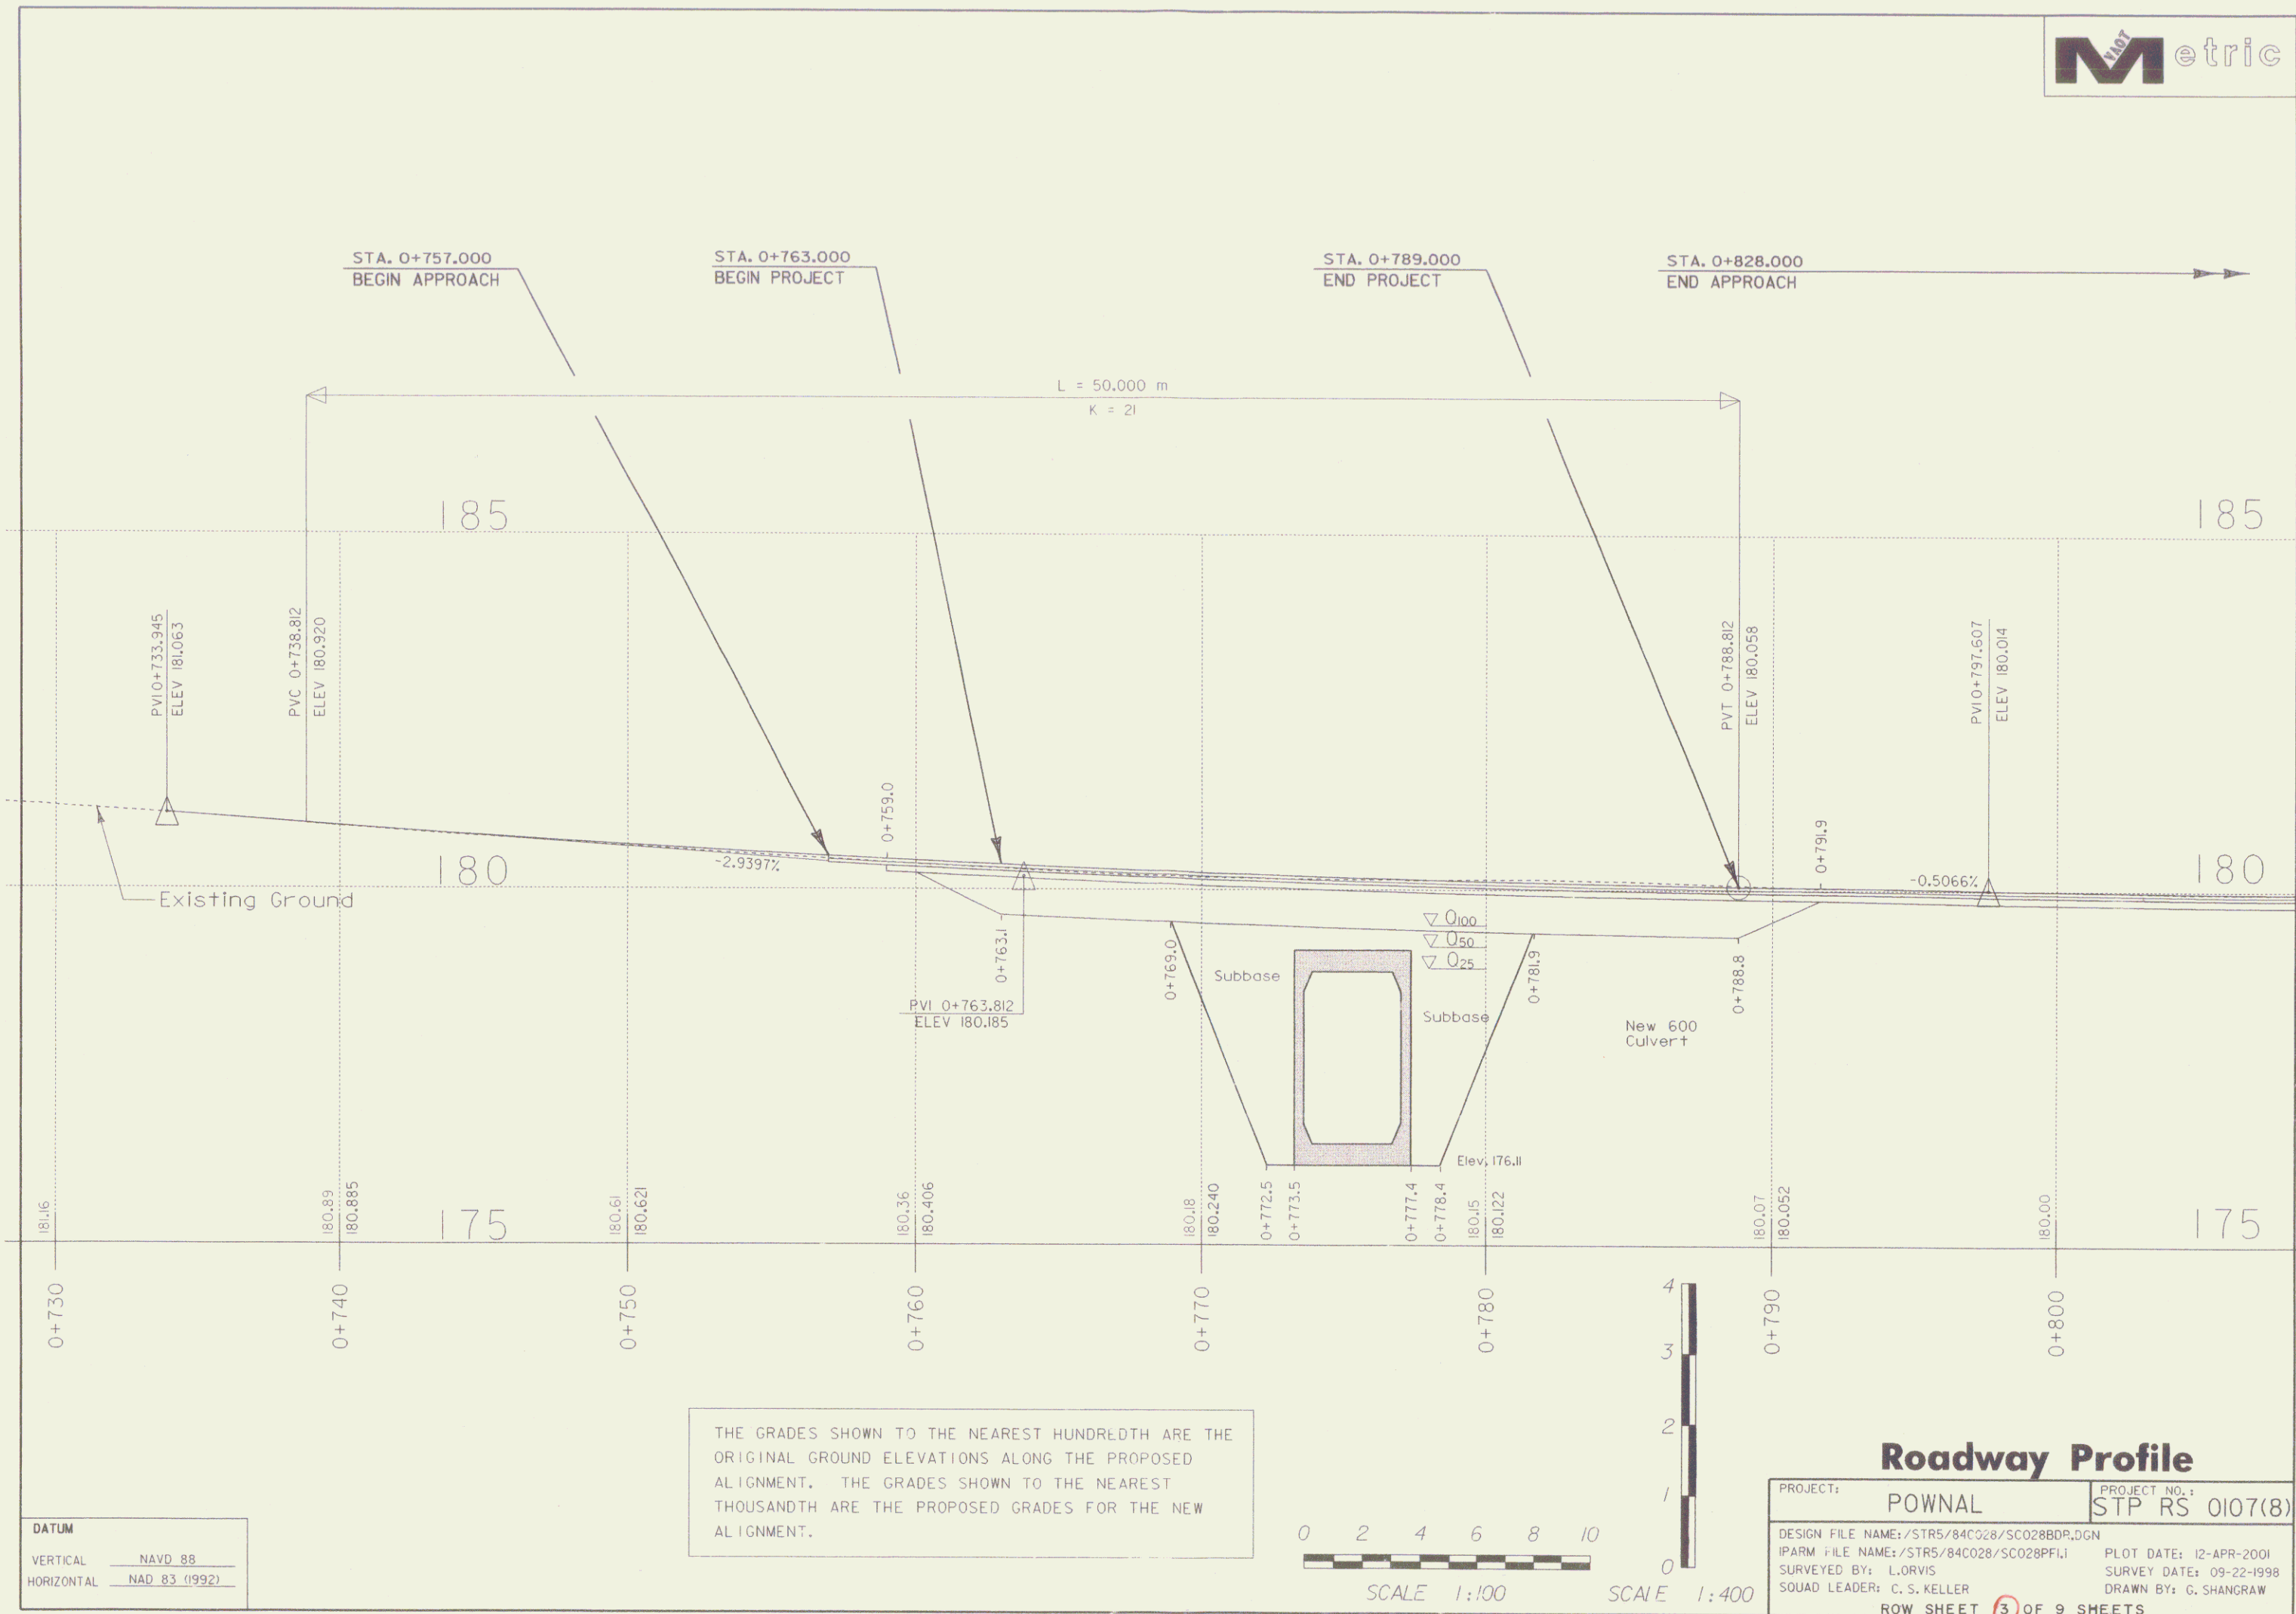 VAOT
Metric
STA. 0+757.000
BEGIN APPROACH
STA. 0+763.000
BEGIN PROJECT
STA. 0+789.000
END PROJECT
STA. 0+828.000
END APPROACH
L = 50.000 m
K = 21
185
185
PVI 0+733.945
ELEV 181.063
PVC 0+738.812
ELEV 180.920
PVT 0+788.812
ELEV 180.058
PVI 0+797.607
ELEV 180.014
0+759.0
0+791.9
-2.9397%
-0.5066%
180
180
Existing Ground
Q100
Q50
Q25
0+763.1
0+769.0
0+781.9
0+788.8
Subbase
Subbase
PVI 0+763.812
ELEV 180.185
New 600
Culvert
Elev. 176.11
181.16
180.89
180.885
175
180.61
180.621
180.36
180.406
180.18
180.240
0+772.5
0+773.5
0+777.4
0+778.4
180.15
180.122
180.07
180.052
180.00
175
0+730
0+740
0+750
0+760
0+770
0+780
0+790
0+800
4
3
2
1
0
SCALE 1:400
THE GRADES SHOWN TO THE NEAREST HUNDREDTH ARE THE
ORIGINAL GROUND ELEVATIONS ALONG THE PROPOSED
ALIGNMENT. THE GRADES SHOWN TO THE NEAREST
THOUSANDTH ARE THE PROPOSED GRADES FOR THE NEW
ALIGNMENT.
0 2 4 6 8 10
SCALE 1:100
DATUM
VERTICAL NAVD 88
HORIZONTAL NAD 83 (1992)
Roadway Profile
PROJECT: POWNAL
PROJECT NO.: STP RS 0107(8)
DESIGN FILE NAME: /STR5/84C028/SC028BDR.DGN
IPARM FILE NAME: /STR5/84C028/SC028PF1.I
PLOT DATE: 12-APR-2001
SURVEYED BY: L.ORVIS
SURVEY DATE: 09-22-1998
SQUAD LEADER: C. S. KELLER
DRAWN BY: G. SHANGRAW
ROW SHEET 3 OF 9 SHEETS